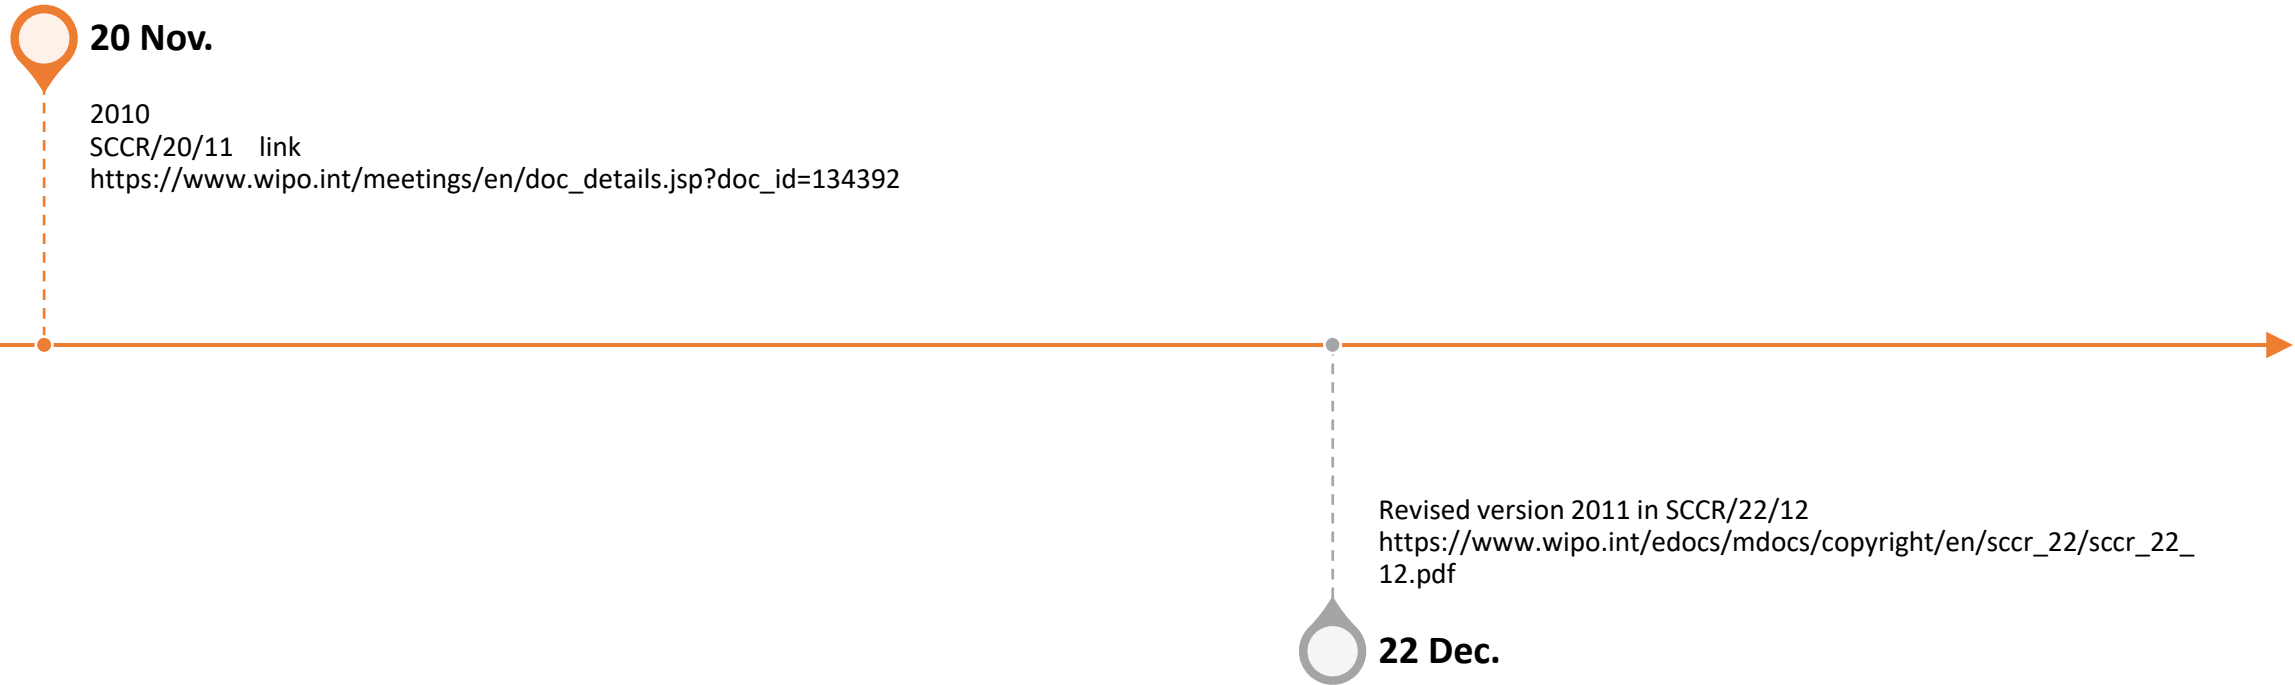 20 Nov.
2010
SCCR/20/11 link
https://www.wipo.int/meetings/en/doc_details.jsp?doc_id=134392
Revised version 2011 in SCCR/22/12
https://www.wipo.int/edocs/mdocs/copyright/en/sccr_22/sccr_22_
12.pdf
22 Dec.